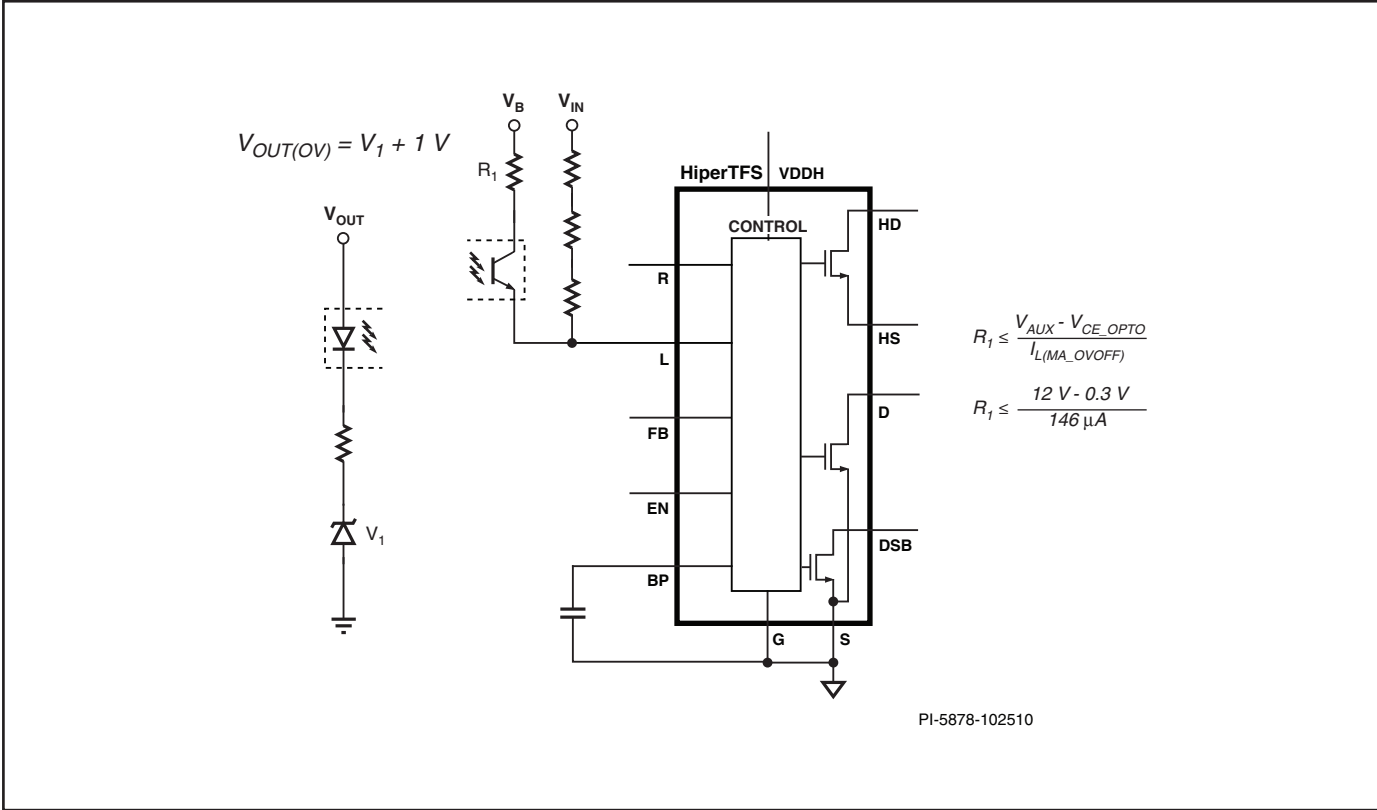 V_B V_IN
V_OUT(OV) = V_1 + 1 V
R_1
HiperTFS VDDH
V_OUT
CONTROL
HD
R
HS
R_1 ≤ (V_AUX - V_CE_OPTO) / I_L(MA_OVOFF)
L
D
R_1 ≤ (12 V - 0.3 V) / 146 µA
FB
EN
V_1
DSB
BP
G S
PI-5878-102510